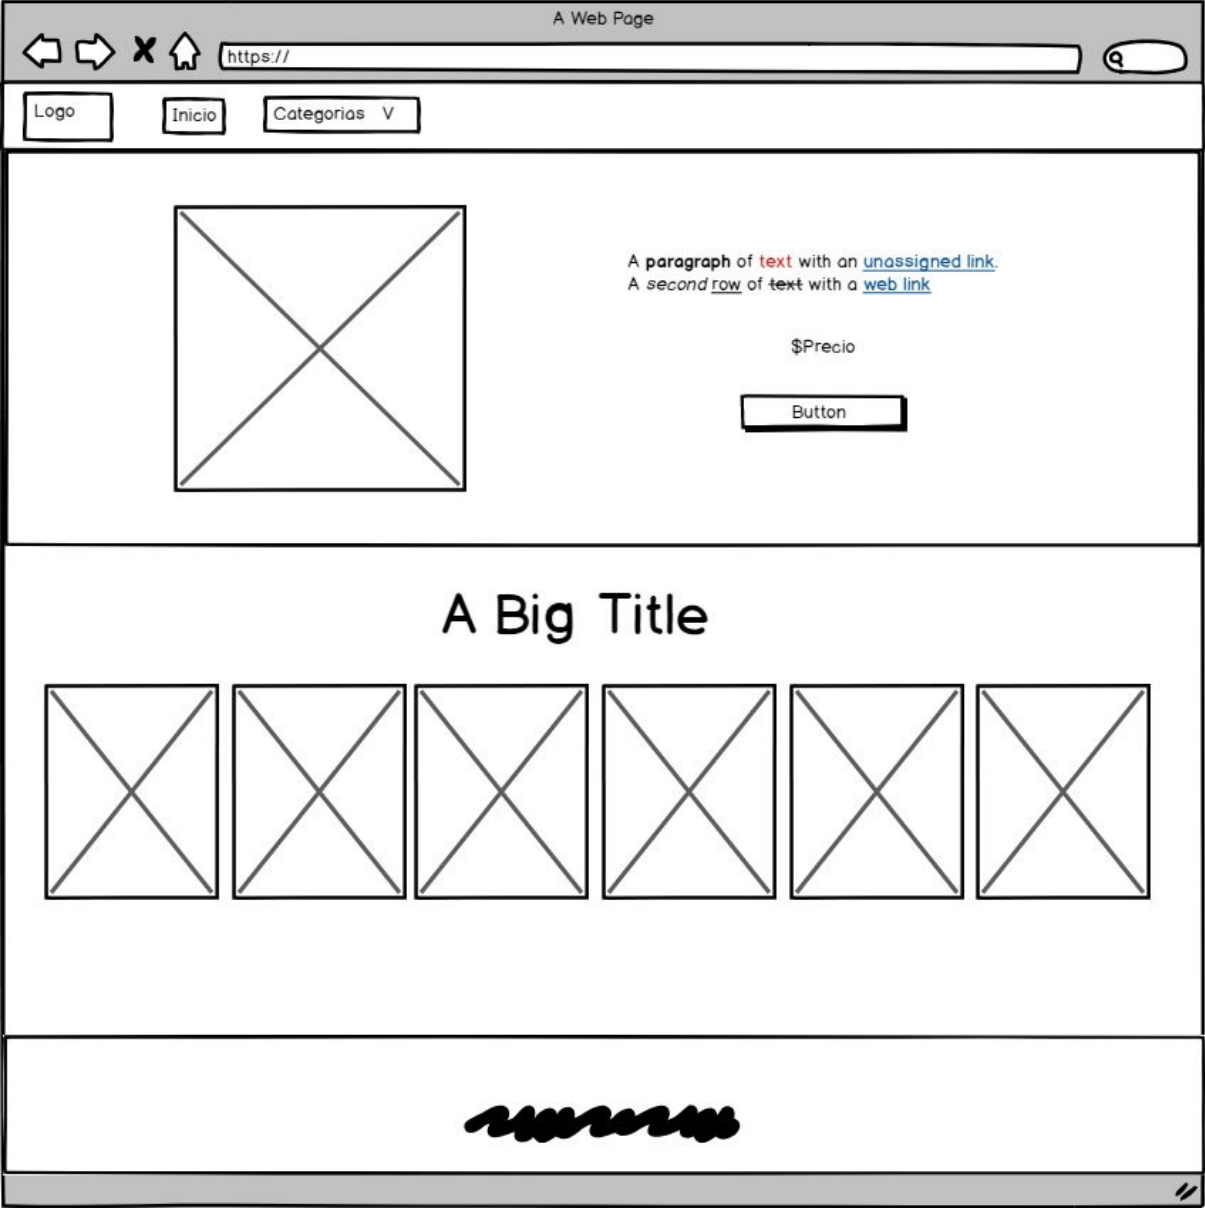 A Web Page
https://
Logo
Inicio
Categorias V
A paragraph of text with an unassigned link.
A second row of text with a web link
$Precio
Button
A Big Title